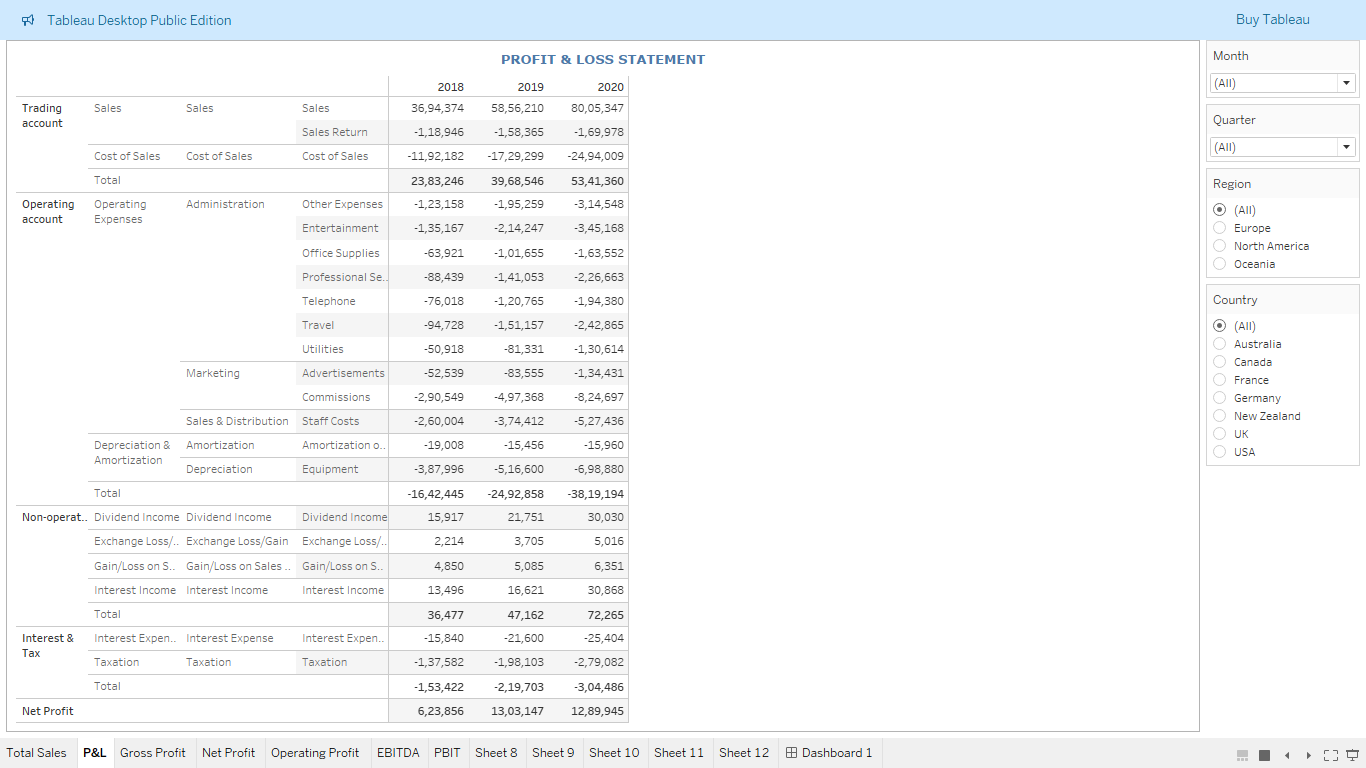 Tableau Desktop Public Edition Buy Tableau
PROFIT & LOSS STATEMENT
2018 2019 2020
Trading account Sales Sales Sales 36,94,374 58,56,210 80,05,347
Sales Return -1,18,946 -1,58,365 -1,69,978
Cost of Sales Cost of Sales Cost of Sales -11,92,182 -17,29,299 -24,94,009
Total 23,83,246 39,68,546 53,41,360
Operating account Operating Expenses Administration Other Expenses -1,23,158 -1,95,259 -3,14,548
Entertainment -1,35,167 -2,14,247 -3,45,168
Office Supplies -63,921 -1,01,655 -1,63,552
Professional Se.. -88,439 -1,41,053 -2,26,663
Telephone -76,018 -1,20,765 -1,94,380
Travel -94,728 -1,51,157 -2,42,865
Utilities -50,918 -81,331 -1,30,614
Marketing Advertisements -52,539 -83,555 -1,34,431
Commissions -2,90,549 -4,97,368 -8,24,697
Sales & Distribution Staff Costs -2,60,004 -3,74,412 -5,27,436
Depreciation & Amortization Amortization Amortization o.. -19,008 -15,456 -15,960
Depreciation Equipment -3,87,996 -5,16,600 -6,98,880
Total -16,42,445 -24,92,858 -38,19,194
Non-operat.. Dividend Income Dividend Income Dividend Income 15,917 21,751 30,030
Exchange Loss/.. Exchange Loss/Gain Exchange Loss/.. 2,214 3,705 5,016
Gain/Loss on S.. Gain/Loss on Sales .. Gain/Loss on S.. 4,850 5,085 6,351
Interest Income Interest Income Interest Income 13,496 16,621 30,868
Total 36,477 47,162 72,265
Interest & Tax Interest Expen.. Interest Expense Interest Expen.. -15,840 -21,600 -25,404
Taxation Taxation Taxation -1,37,582 -1,98,103 -2,79,082
Total -1,53,422 -2,19,703 -3,04,486
Net Profit 6,23,856 13,03,147 12,89,945
Month
(All)
Quarter
(All)
Region
(All)
Europe
North America
Oceania
Country
(All)
Australia
Canada
France
Germany
New Zealand
UK
USA
Total Sales P&L Gross Profit Net Profit Operating Profit EBITDA PBIT Sheet 8 Sheet 9 Sheet 10 Sheet 11 Sheet 12 Dashboard 1